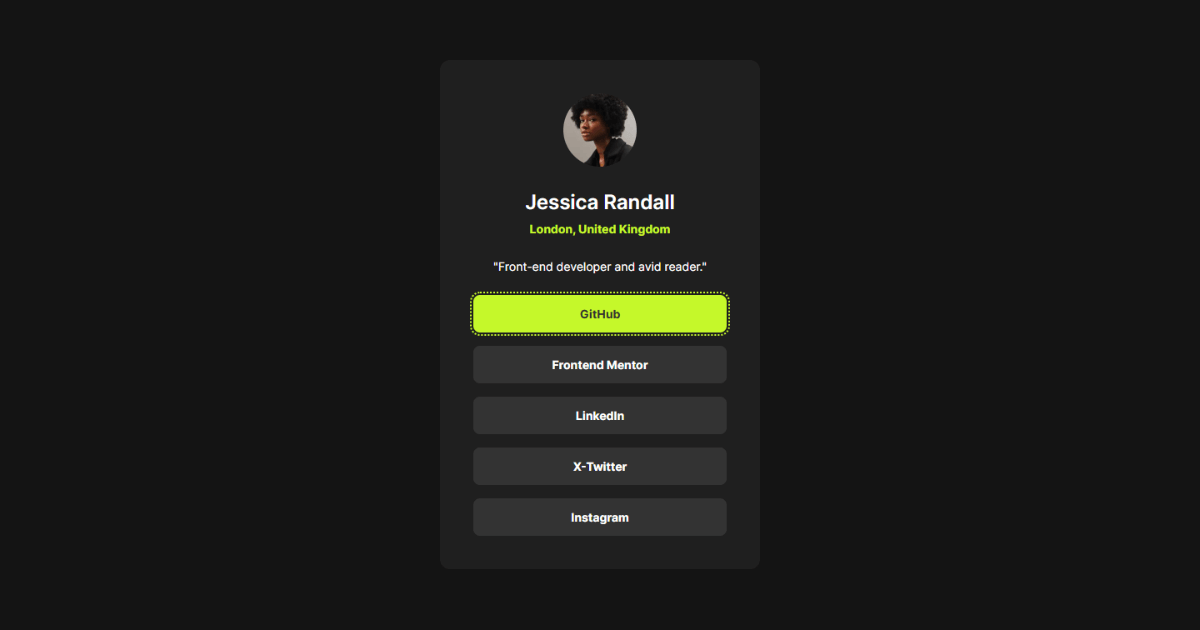 Jessica Randall
London, United Kingdom
"Front-end developer and avid reader."
GitHub
Frontend Mentor
LinkedIn
X-Twitter
Instagram